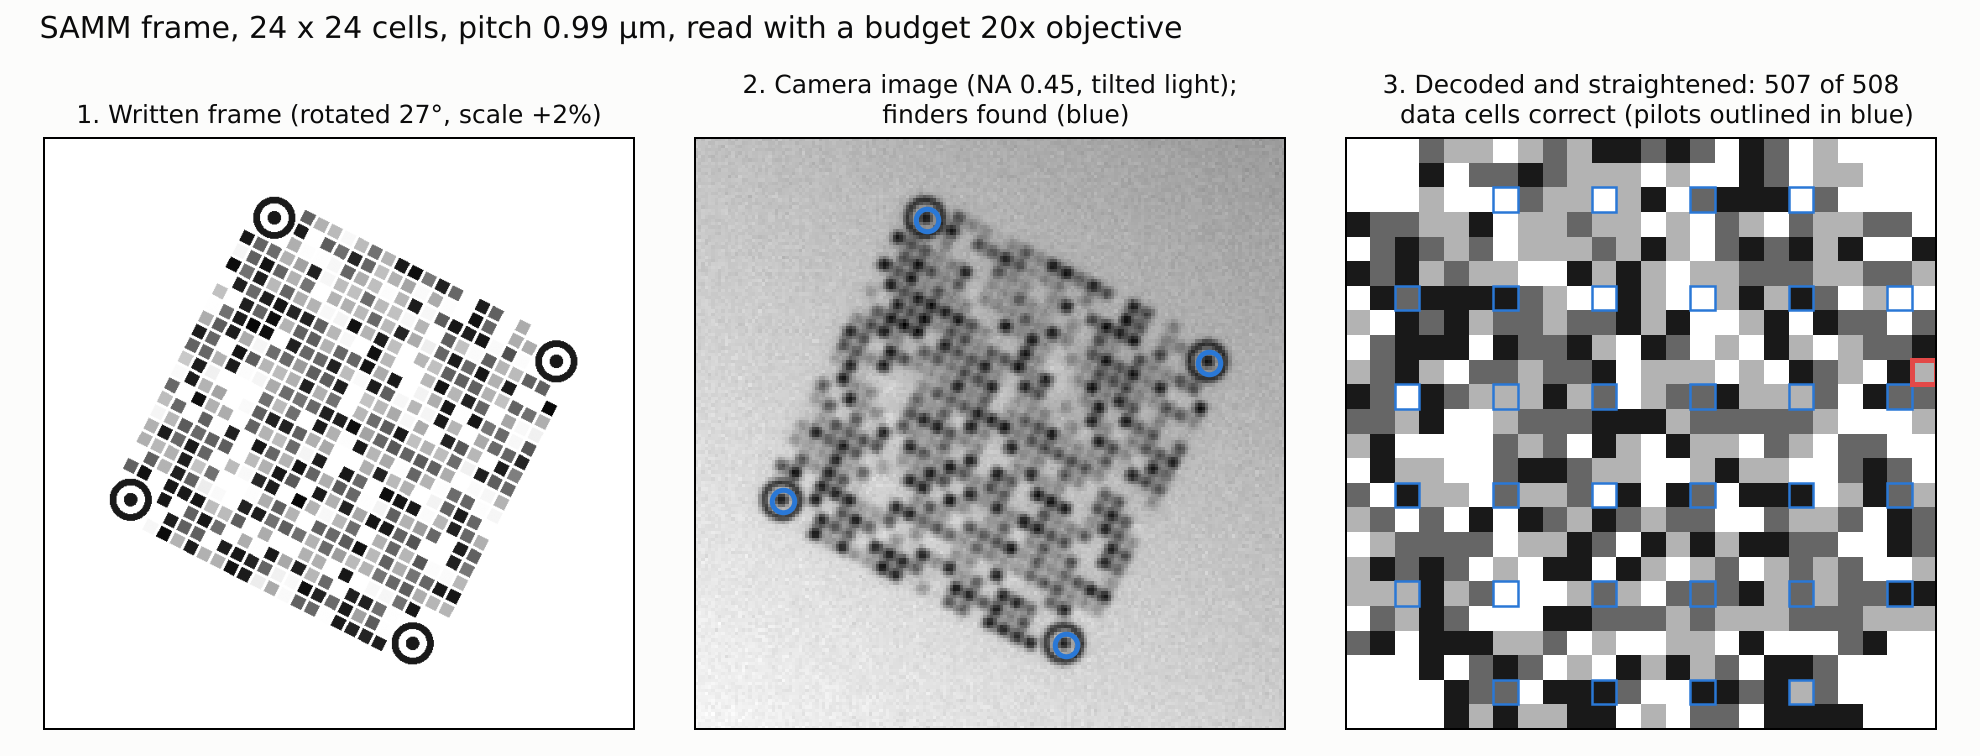 SAMM frame, 24 x 24 cells, pitch 0.99 µm, read with a budget 20x objective
1. Written frame (rotated 27°, scale +2%)
2. Camera image (NA 0.45, tilted light);
finders found (blue)
3. Decoded and straightened: 507 of 508
data cells correct (pilots outlined in blue)